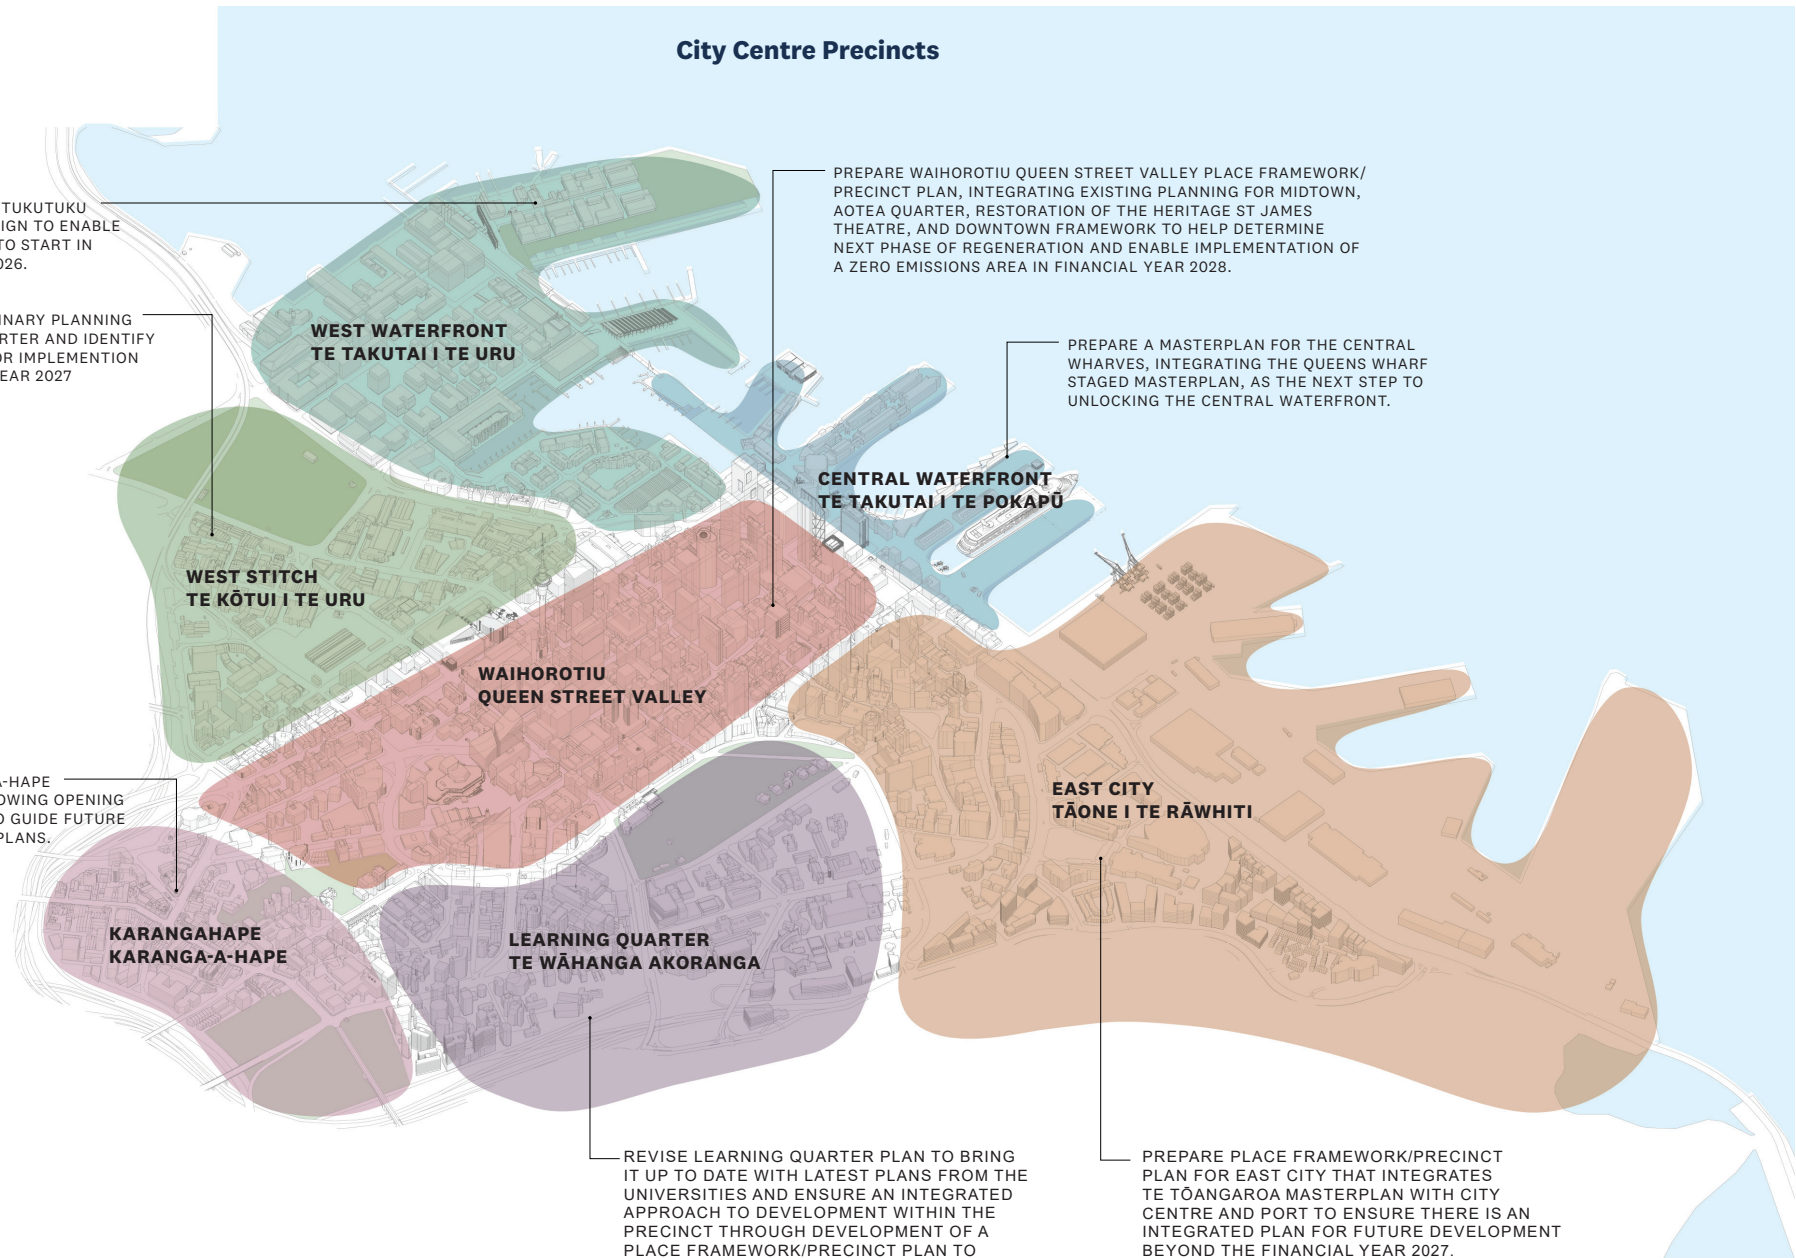 City Centre Precincts
TUKUTUKU
IGN TO ENABLE
TO START IN
026.
INARY PLANNING
RTER AND IDENTIFY
OR IMPLEMENTION
EAR 2027
A-HAPE
OWING OPENING
O GUIDE FUTURE
PLANS.
PREPARE WAIHOROTIU QUEEN STREET VALLEY PLACE FRAMEWORK/
PRECINCT PLAN, INTEGRATING EXISTING PLANNING FOR MIDTOWN,
AOTEA QUARTER, RESTORATION OF THE HERITAGE ST JAMES
THEATRE, AND DOWNTOWN FRAMEWORK TO HELP DETERMINE
NEXT PHASE OF REGENERATION AND ENABLE IMPLEMENTATION OF
A ZERO EMISSIONS AREA IN FINANCIAL YEAR 2028.
PREPARE A MASTERPLAN FOR THE CENTRAL
WHARVES, INTEGRATING THE QUEENS WHARF
STAGED MASTERPLAN, AS THE NEXT STEP TO
UNLOCKING THE CENTRAL WATERFRONT.
WEST WATERFRONT
TE TAKUTAI I TE URU
CENTRAL WATERFRONT
TE TAKUTAI I TE POKAPŪ
WEST STITCH
TE KŌTUI I TE URU
WAIHOROTIU
QUEEN STREET VALLEY
EAST CITY
TĀONE I TE RĀWHITI
KARANGAHAPE
KARANGA-A-HAPE
LEARNING QUARTER
TE WĀHANGA AKORANGA
REVISE LEARNING QUARTER PLAN TO BRING
IT UP TO DATE WITH LATEST PLANS FROM THE
UNIVERSITIES AND ENSURE AN INTEGRATED
APPROACH TO DEVELOPMENT WITHIN THE
PRECINCT THROUGH DEVELOPMENT OF A
PLACE FRAMEWORK/PRECINCT PLAN TO
PREPARE PLACE FRAMEWORK/PRECINCT
PLAN FOR EAST CITY THAT INTEGRATES
TE TŌANGAROA MASTERPLAN WITH CITY
CENTRE AND PORT TO ENSURE THERE IS AN
INTEGRATED PLAN FOR FUTURE DEVELOPMENT
BEYOND THE FINANCIAL YEAR 2027.